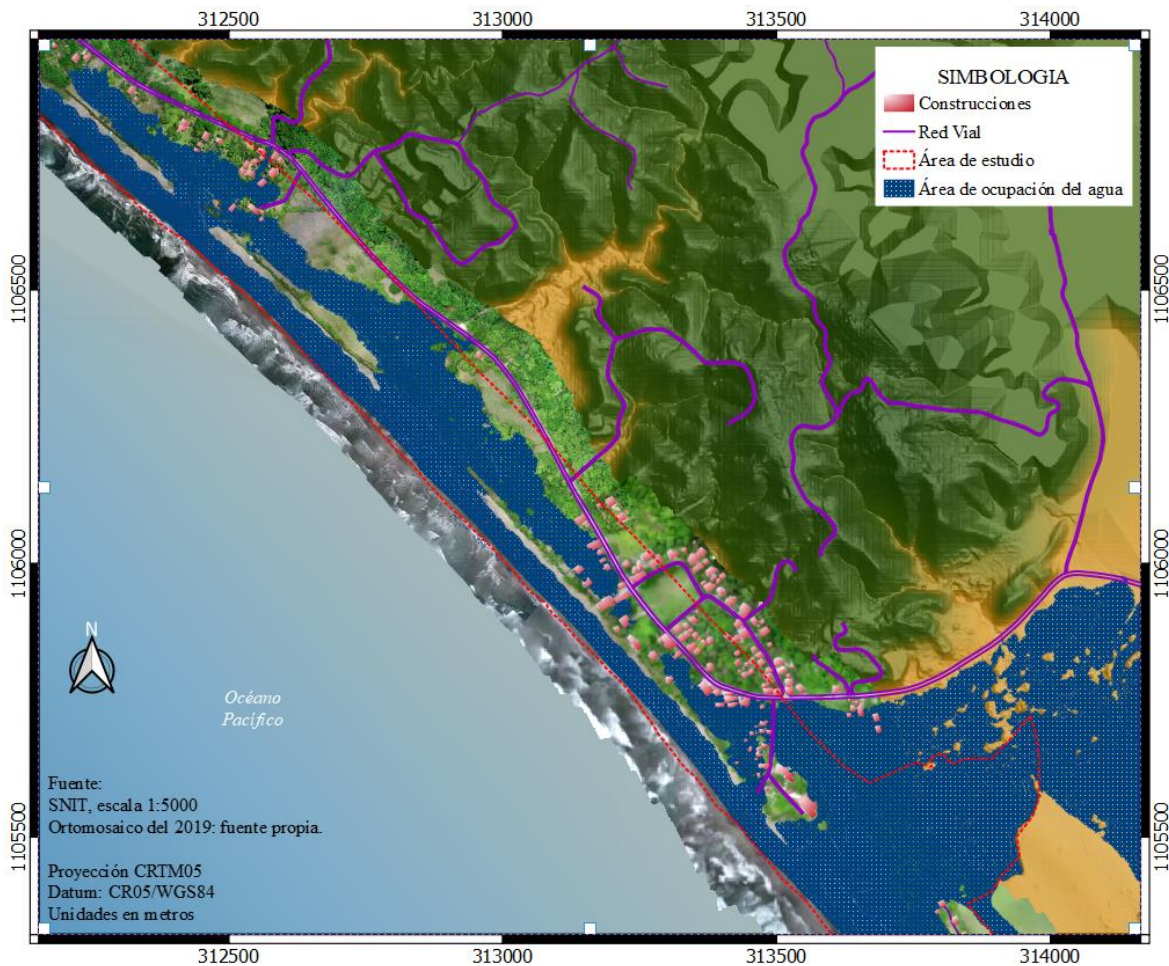 312500 313000 313500 314000
SIMBOLOGIA
Construcciones
Red Vial
Área de estudio
Área de ocupación del agua
1106500 1106500
1106000 1106000
N
Océano
Pacífico
Fuente:
SNIT, escala 1:5000
Ortomosaico del 2019: fuente propia.
1105500 1105500
Proyección CRTM05
Datum: CR05/WGS84
Unidades en metros
312500 313000 313500 314000